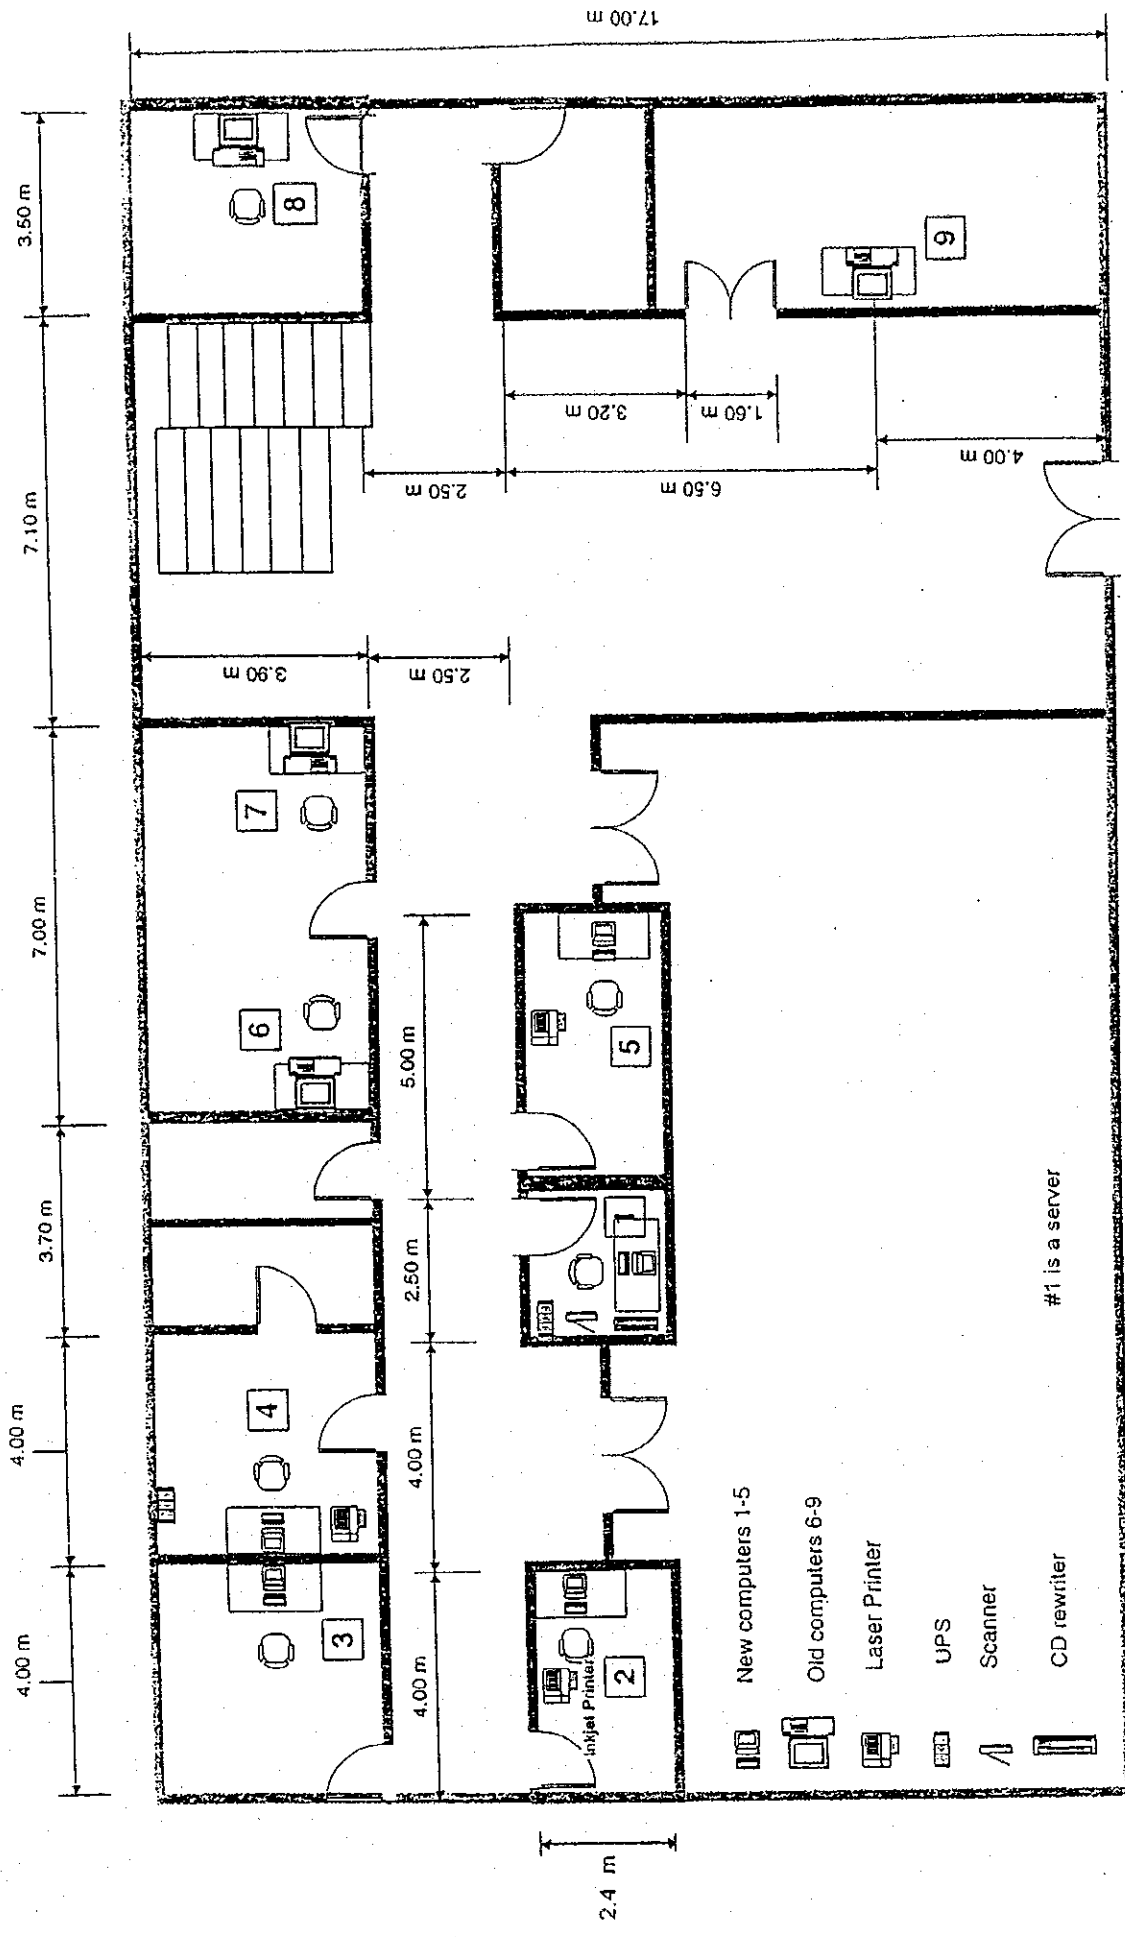 4.00 m
4.00 m
3.70 m
7.00 m
7.10 m
3.50 m
17.00 m
3
4
6
7
8
3.90 m
2.50 m
2.50 m
4.00 m
4.00 m
2.50 m
5.00 m
3.20 m
1.60 m
6.50 m
4.00 m
2.4 m
Inkjet Printer
2
1
5
9
New computers 1-5
Old computers 6-9
Laser Printer
UPS
Scanner
CD rewriter
#1 is a server